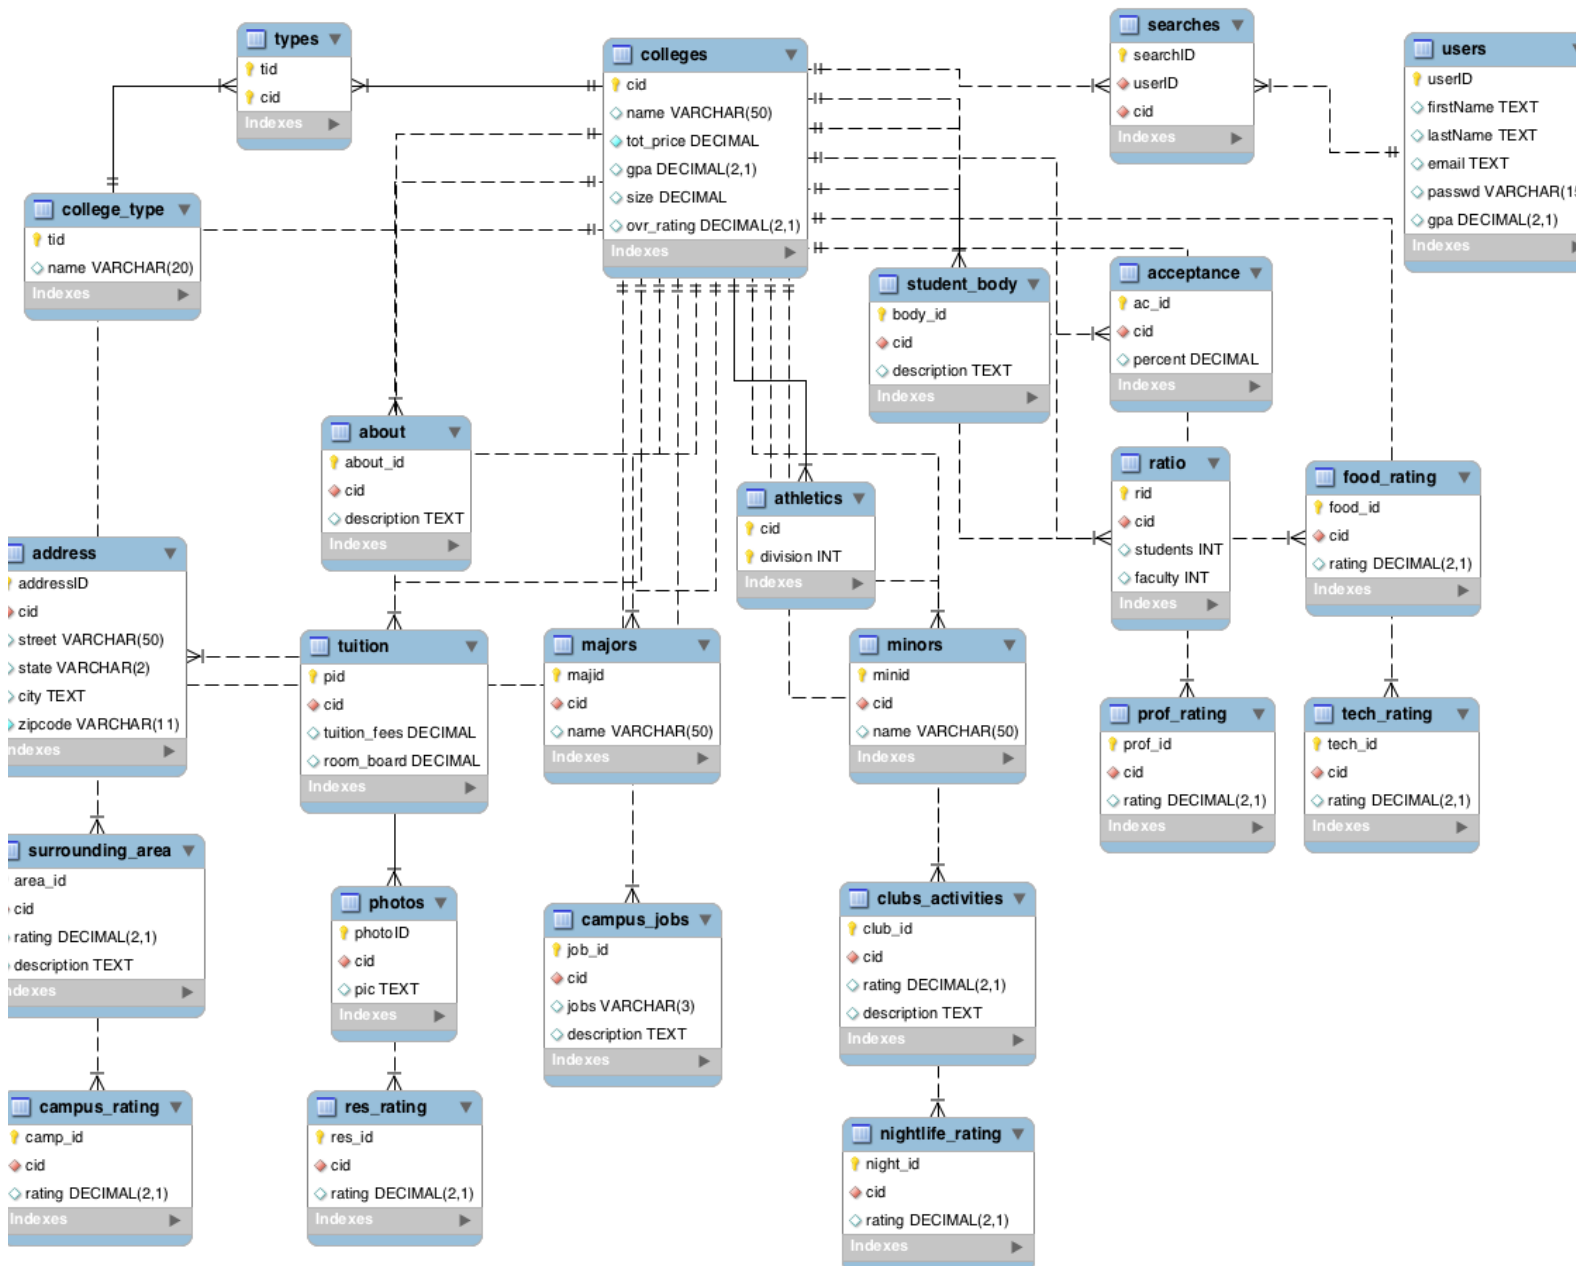 types
tid
cid
Indexes
colleges
cid
name VARCHAR(50)
tot_price DECIMAL
gpa DECIMAL(2,1)
size DECIMAL
ovr_rating DECIMAL(2,1)
Indexes
searches
searchID
userID
cid
Indexes
users
userID
firstName TEXT
lastName TEXT
email TEXT
passwd VARCHAR(15
gpa DECIMAL(2,1)
Indexes
college_type
tid
name VARCHAR(20)
Indexes
student_body
body_id
cid
description TEXT
Indexes
acceptance
ac_id
cid
percent DECIMAL
Indexes
about
about_id
cid
description TEXT
Indexes
athletics
cid
division INT
Indexes
ratio
rid
cid
students INT
faculty INT
Indexes
food_rating
food_id
cid
rating DECIMAL(2,1)
Indexes
address
addressID
cid
street VARCHAR(50)
state VARCHAR(2)
city TEXT
zipcode VARCHAR(11)
ndexes
tuition
pid
cid
tuition_fees DECIMAL
room_board DECIMAL
Indexes
majors
majid
cid
name VARCHAR(50)
Indexes
minors
minid
cid
name VARCHAR(50)
Indexes
prof_rating
prof_id
cid
rating DECIMAL(2,1)
Indexes
tech_rating
tech_id
cid
rating DECIMAL(2,1)
Indexes
surrounding_area
area_id
cid
rating DECIMAL(2,1)
description TEXT
ndexes
photos
photoID
cid
pic TEXT
Indexes
campus_jobs
job_id
cid
jobs VARCHAR(3)
description TEXT
Indexes
clubs_activities
club_id
cid
rating DECIMAL(2,1)
description TEXT
Indexes
campus_rating
camp_id
cid
rating DECIMAL(2,1)
Indexes
res_rating
res_id
cid
rating DECIMAL(2,1)
Indexes
nightlife_rating
night_id
cid
rating DECIMAL(2,1)
Indexes